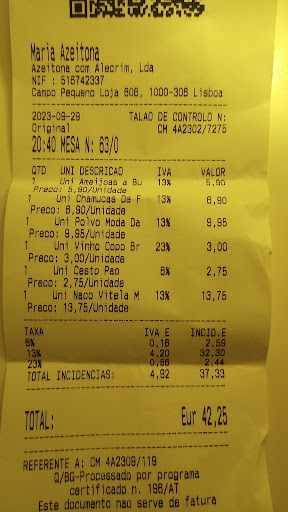 Maria Azeitona
Azeitona com Alecrim, Lda
NIF : 516742337
Campo Pequeno Loja 608, 1000-306 Lisboa
2023-09-29 TALAO DE CONTROLO N:
Original CM 4A2302/7275
20:40 MESA N: 63/0
QTD UNI DESCRICAO IVA VALOR
1 Uni Ameijoas a Bu 13% 5,90
Preco: 5,90/Unidade
1 Uni Chamucas De F 13% 6,90
Preco: 6,90/Unidade
1 Uni Polvo Moda Da 13% 9,95
Preco: 9,95/Unidade
1 Uni Vinho Copo Br 23% 3,00
Preco: 3,00/Unidade
1 Uni Cesto Pao 6% 2,75
Preco: 2,75/Unidade
1 Uni Naco Vitela M 13% 13,75
Preco: 13,75/Unidade
TAXA IVA E INCID.E
6% 0,16 2,59
13% 4,20 32,30
23% 0,56 2,44
TOTAL INCIDENCIAS: 4,92 37,33
TOTAL: Eur 42,25
REFERENTE A: CM 4A2309/119
Q/BG-Processado por programa
certificado n. 196/AT
Este documento nao serve de fatura